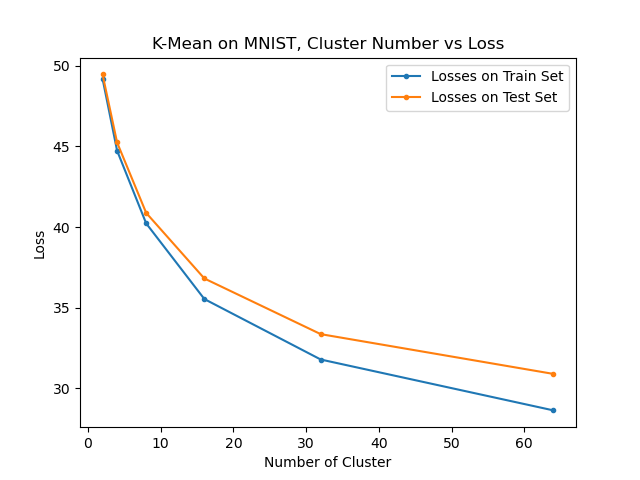 K-Mean on MNIST, Cluster Number vs Loss
Losses on Train Set
Losses on Test Set
50
45
40
35
30
Loss
0 10 20 30 40 50 60
Number of Cluster